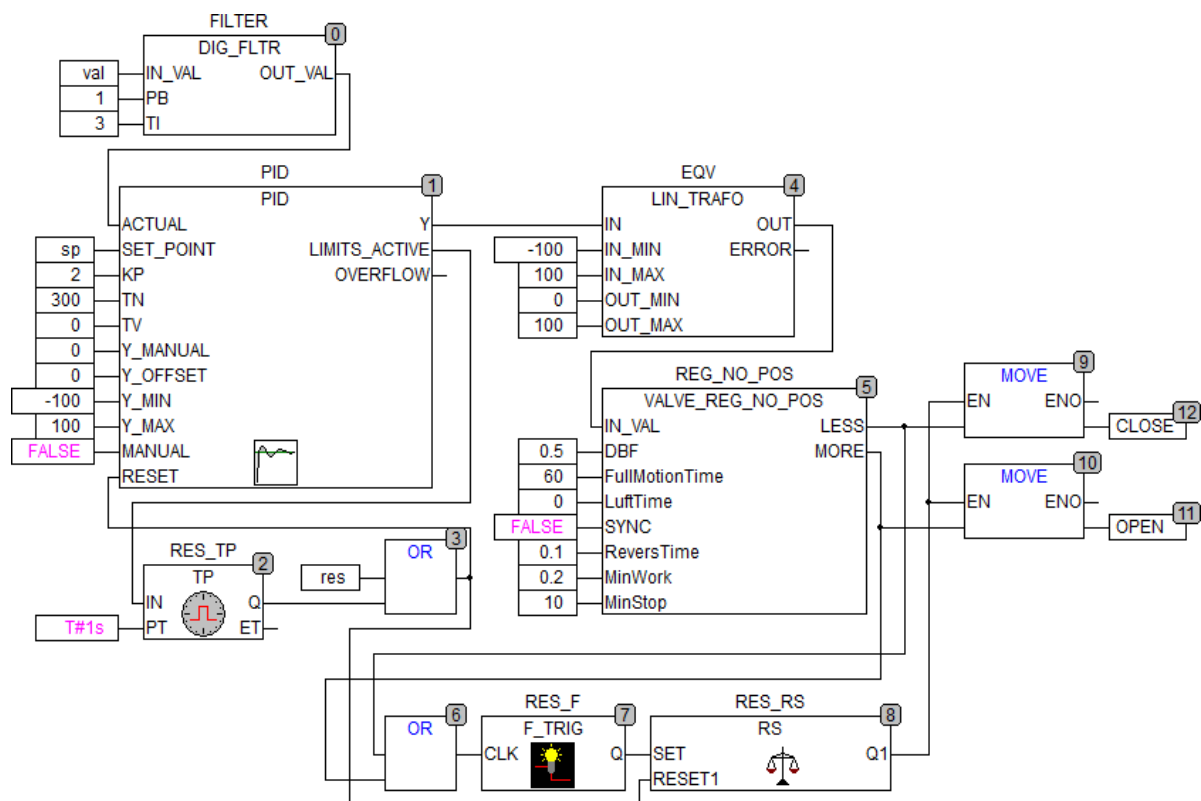 FILTER
0
DIG_FLTR
val IN_VAL OUT_VAL
1 PB
3 TI
PID
1
PID
ACTUAL Y
sp SET_POINT LIMITS_ACTIVE
2 KP OVERFLOW
300 TN
0 TV
0 Y_MANUAL
0 Y_OFFSET
-100 Y_MIN
100 Y_MAX
FALSE MANUAL
RESET
EQV
4
LIN_TRAFO
IN OUT
-100 IN_MIN ERROR
100 IN_MAX
0 OUT_MIN
100 OUT_MAX
REG_NO_POS
5
VALVE_REG_NO_POS
IN_VAL LESS
0.5 DBF MORE
60 FullMotionTime
0 LuftTime
FALSE SYNC
0.1 ReversTime
0.2 MinWork
10 MinStop
9
MOVE
EN ENO
12
CLOSE
10
MOVE
EN ENO
11
OPEN
RES_TP
2
TP
IN Q
T#1s PT ET
3
OR
res
6
OR
RES_F
7
F_TRIG
CLK Q
RES_RS
8
RS
SET Q1
RESET1